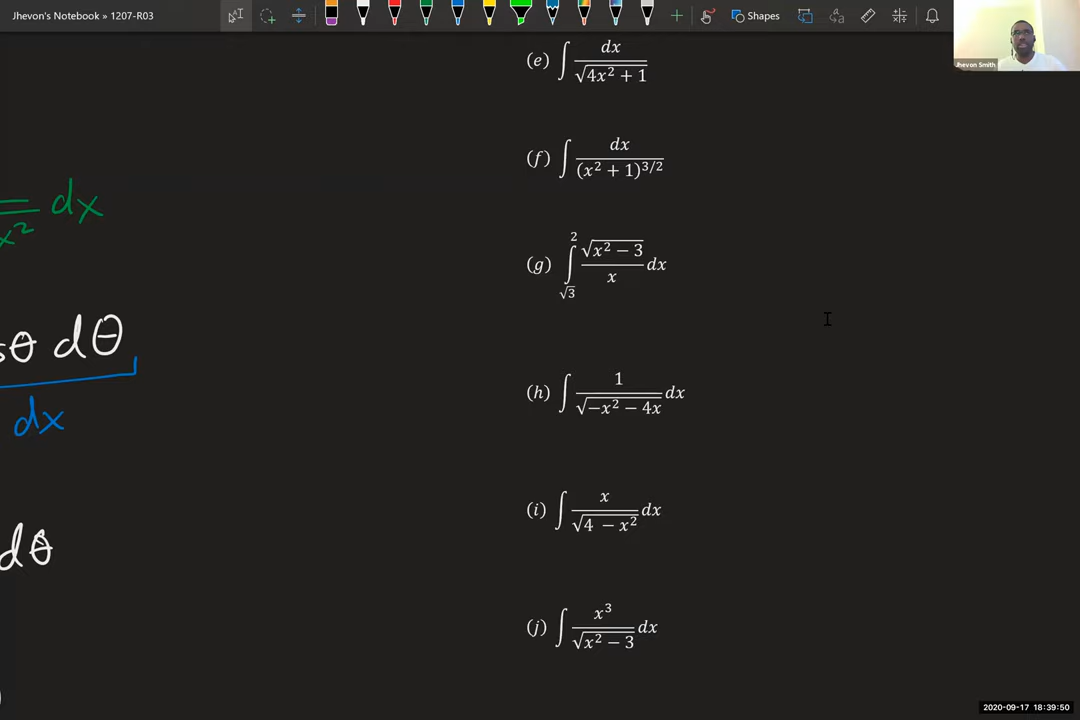 Jhevon's Notebook » 1207-R03
Shapes
Jhevon Smith
(e) ∫ dx / √(4x² + 1)
(f) ∫ dx / (x² + 1)^(3/2)
dx
x²
(g) ∫_{√3}^{2} √(x² − 3) / x dx
sθ dθ
dx
(h) ∫ 1 / √(−x² − 4x) dx
(i) ∫ x / √(4 − x²) dx
dθ
(j) ∫ x³ / √(x² − 3) dx
2020-09-17 18:39:50